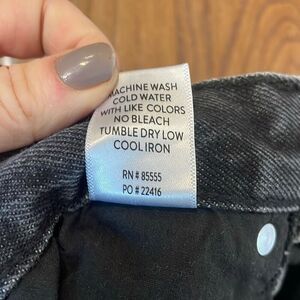 MACHINE WASH
COLD WATER
WITH LIKE COLORS
NO BLEACH
TUMBLE DRY LOW
COOL IRON
RN # 85555
PO # 22416